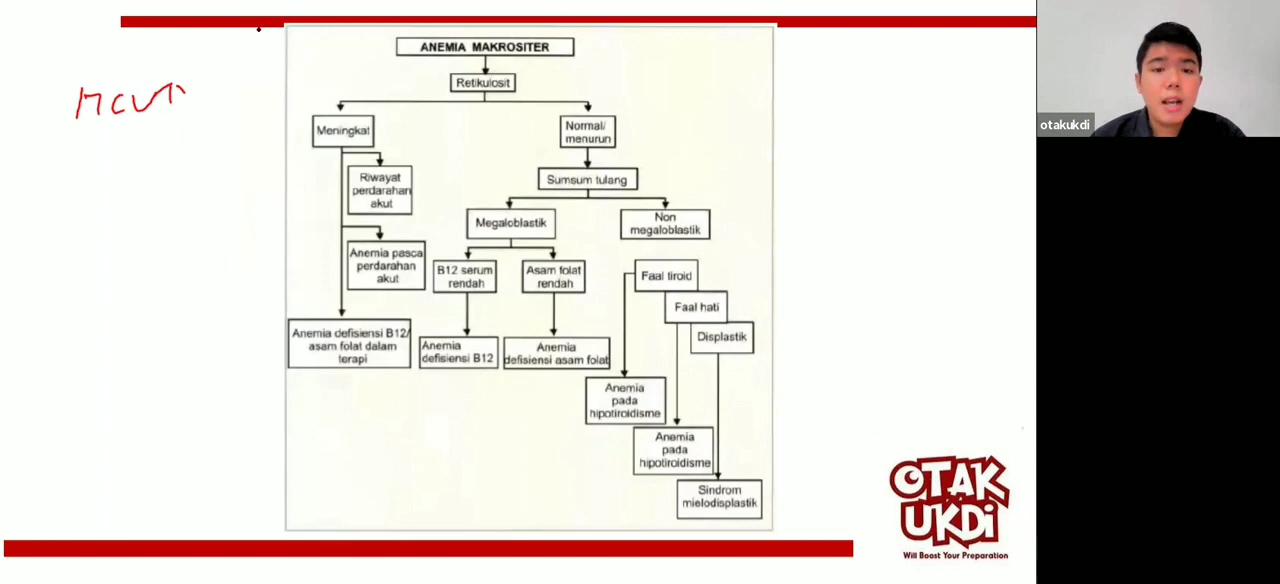 MCV↑
ANEMIA MAKROSITER
Retikulosit
Meningkat
Normal/
menurun
Riwayat
perdarahan
akut
Sumsum tulang
Megaloblastik
Non
megaloblastik
Anemia pasca
perdarahan
akut
B12 serum
rendah
Asam folat
rendah
Faal tiroid
Faal hati
Displastik
Anemia defisiensi B12/
asam folat dalam
terapi
Anemia
defisiensi B12
Anemia
defisiensi asam folat
Anemia
pada
hipotiroidisme
Anemia
pada
hipotiroidisme
Sindrom
mielodisplastik
otakukdi
OTAK
UKDI
Will Boost Your Preparation